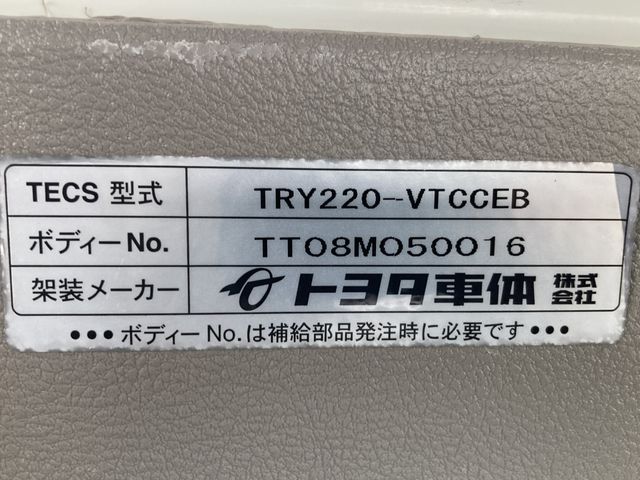 TECS 型式 TRY220-VTCCEB
ボディーNo. TT08M050016
架装メーカー トヨタ車体 株式会社
•••ボディーNo.は補給部品発注時に必要です•••